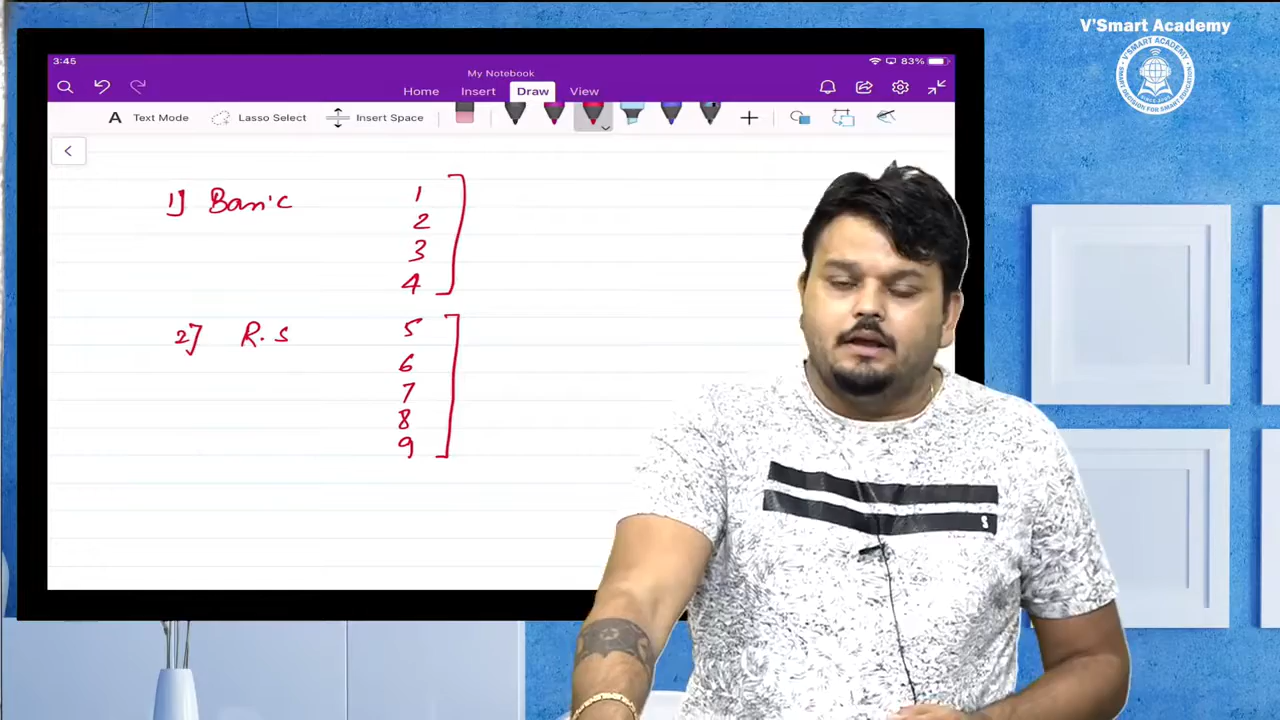 V'Smart Academy
3:45
83%
My Notebook
Home Insert Draw View
A Text Mode Lasso Select Insert Space
1] Basic 1
2
3
4
2] R.S 5
6
7
8
9
S